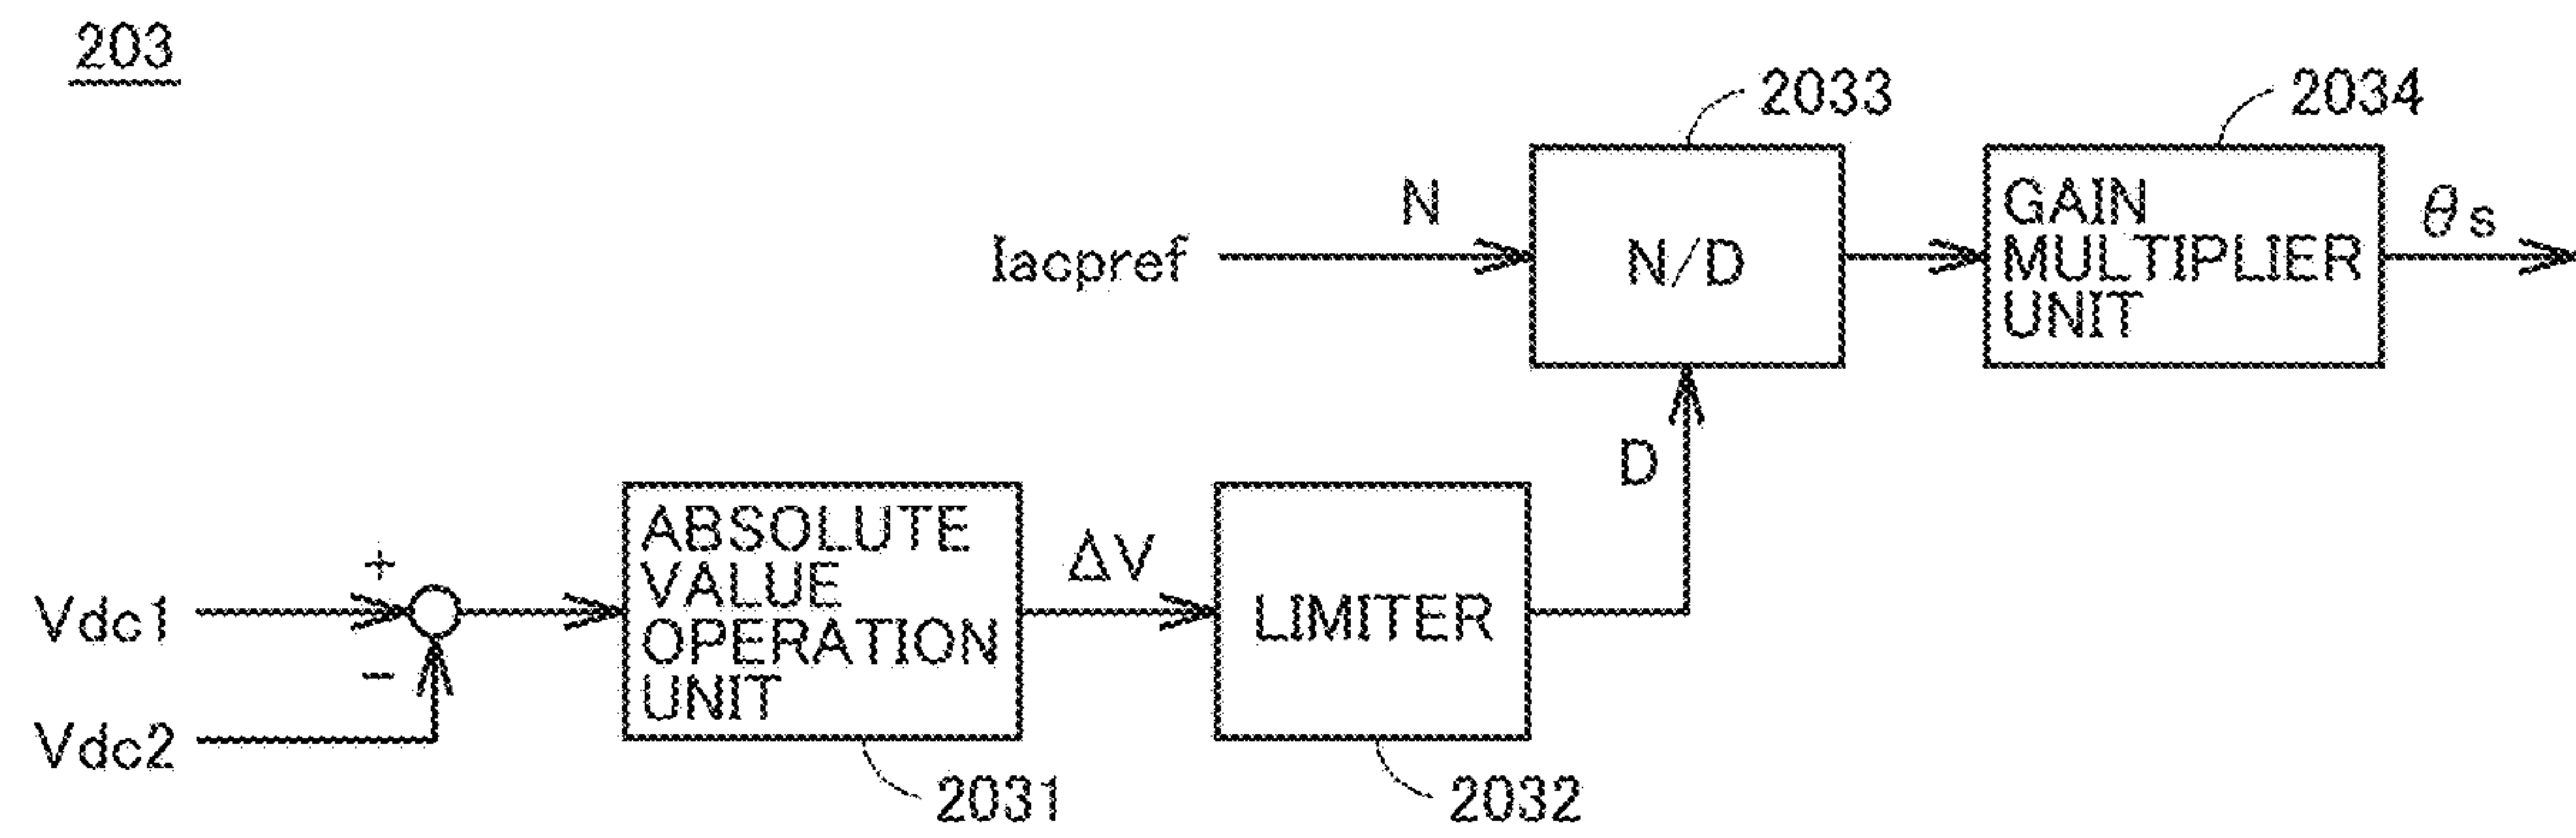 203
2033
2034
N
Iacpref
N/D
GAIN
MULTIPLIER
UNIT
θs
D
Vdc1
+
−
Vdc2
ABSOLUTE
VALUE
OPERATION
UNIT
ΔV
LIMITER
2031
2032